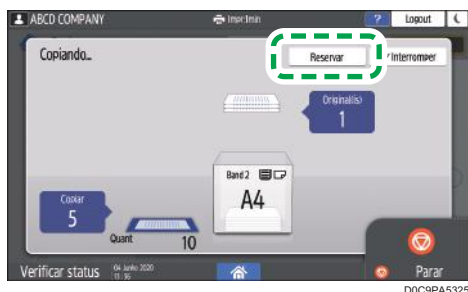 ABCD COMPANY
Impr:Imin
?
Logout
Copiando...
Reservar
Interromper
Original(is)
1
Band 2
A4
Copiar
5
Quant
10
Verificar status
04 Junho 2020
Parar
D0C9PA5325